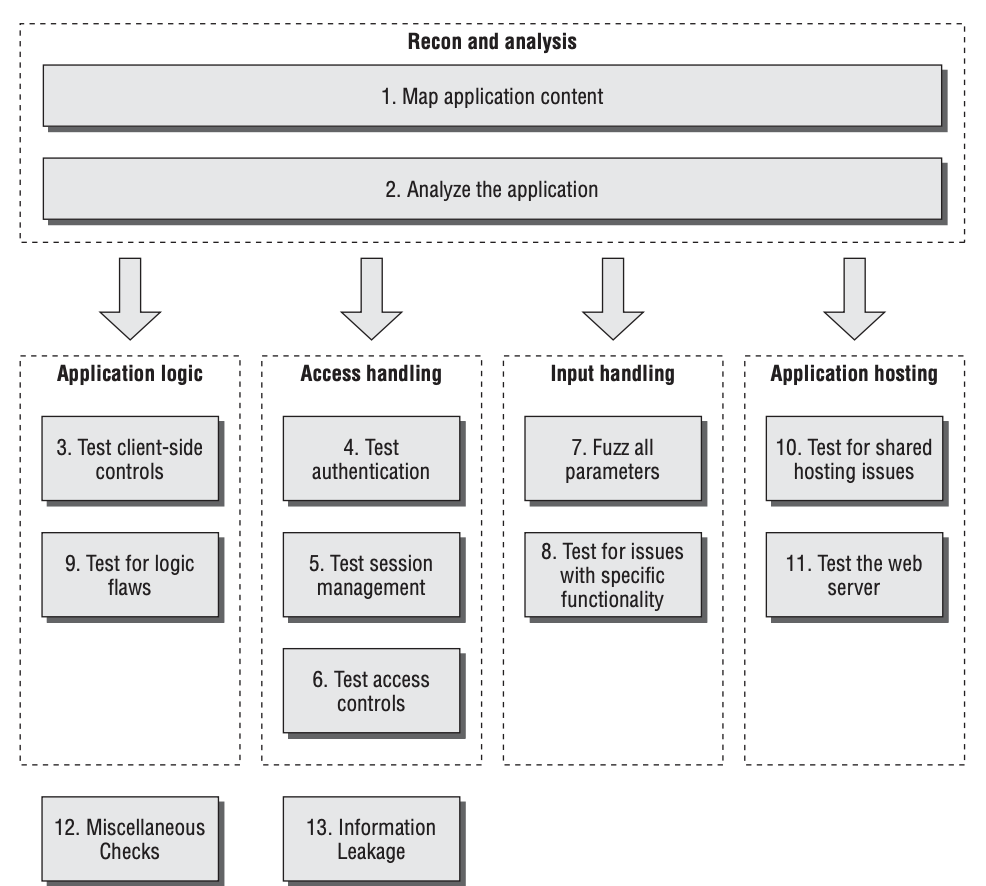 Recon and analysis
1. Map application content
2. Analyze the application
Application logic
3. Test client-side
controls
9. Test for logic
flaws
Access handling
4. Test
authentication
5. Test session
management
6. Test access
controls
Input handling
7. Fuzz all
parameters
8. Test for issues
with specific
functionality
Application hosting
10. Test for shared
hosting issues
11. Test the web
server
12. Miscellaneous
Checks
13. Information
Leakage